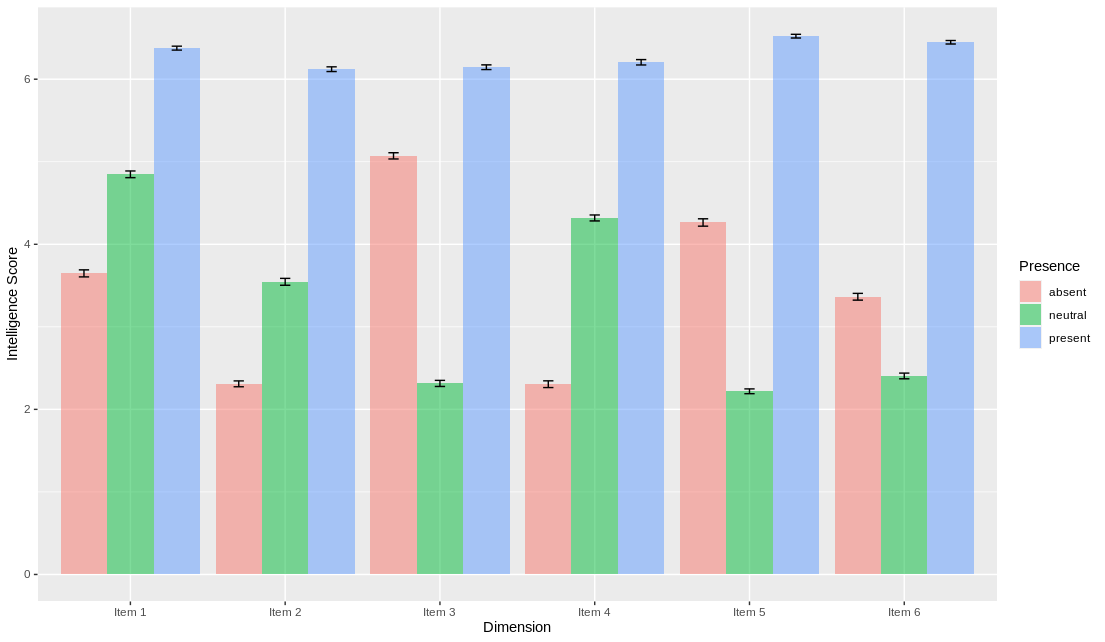 Intelligence Score
6
4
2
0
Item 1 Item 2 Item 3 Item 4 Item 5 Item 6
Dimension
Presence
absent
neutral
present